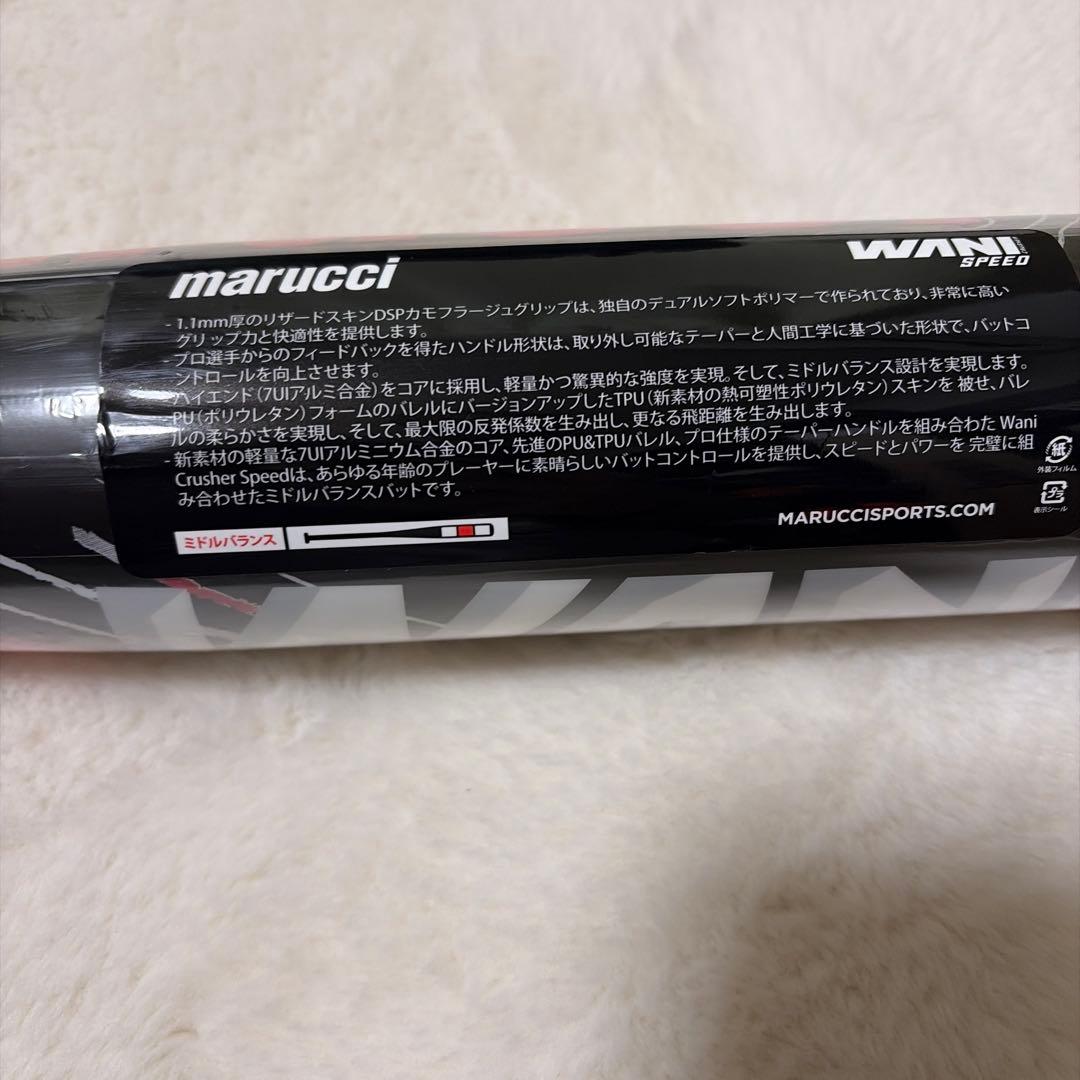 marucci
WANI
SPEED
- 1.1mm厚のリザードスキンDSPカモフラージュグリップは、独自のデュアルソフトポリマーで作られており、非常に高い
グリップ力と快適性を提供します。
- プロ選手からのフィードバックを得たハンドル形状は、取り外し可能なテーパーと人間工学に基づいた形状で、バットコ
ントロールを向上させます。
- ハイエンド（7UIアルミ合金）をコアに採用し、軽量かつ驚異的な強度を実現。そして、ミドルバランス設計を実現します。
PU（ポリウレタン）フォームのバレルにバージョンアップしたTPU（新素材の熱可塑性ポリウレタン）スキンを 被せ、バレ
ルの柔らかさを実現し、そして、最大限の反発係数を生み出し、更なる飛距離を生み出します。
- 新素材の軽量な7UIアルミニウム合金のコア、先進のPU&TPUバレル、プロ仕様のテーパーハンドルを組み合わた Wani
Crusher Speedは、あらゆる年齢のプレーヤーに素晴らしいバットコントロールを提供し、スピードとパワーを 完璧に組
み合わせたミドルバランスバットです。
紙
外装フィルム
プラ
表示シール
ミドルバランス
MARUCCISPORTS.COM
WANI